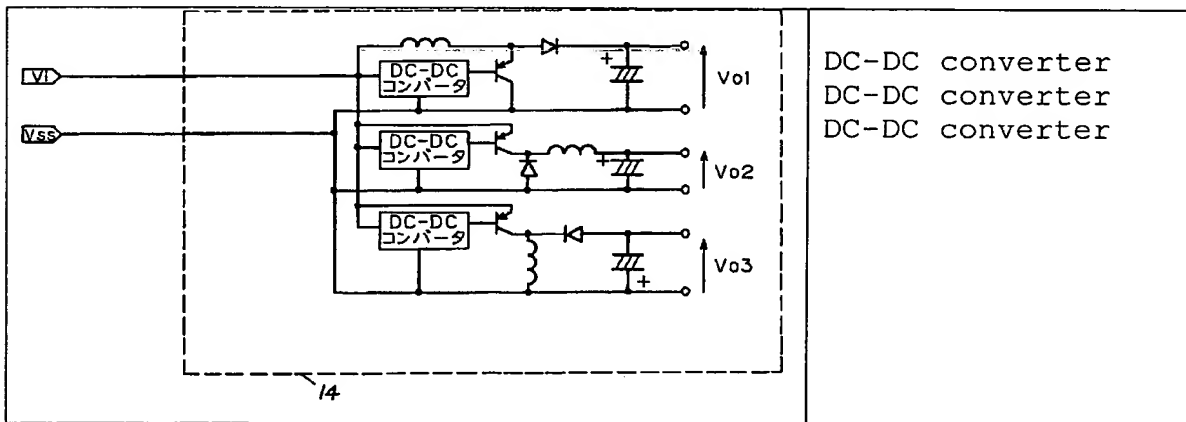 VI
Vss
DC-DC
コンバータ
+
Vo1
DC-DC
コンバータ
+
Vo2
DC-DC
コンバータ
+
Vo3
14
DC-DC converter
DC-DC converter
DC-DC converter